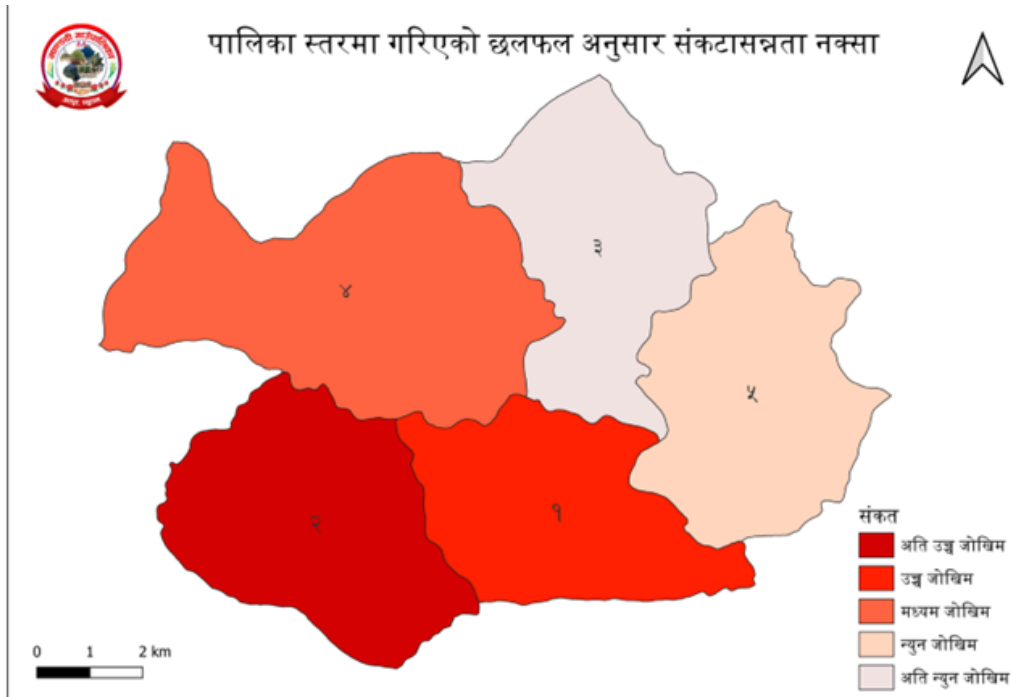 पालिका स्तरमा गरिएको छलफल अनुसार संकटासन्नता नक्सा
३
४
५
१
२
संकत
अति उच्च जोखिम
उच्च जोखिम
मध्यम जोखिम
न्युन जोखिम
अति न्युन जोखिम
0 1 2 km